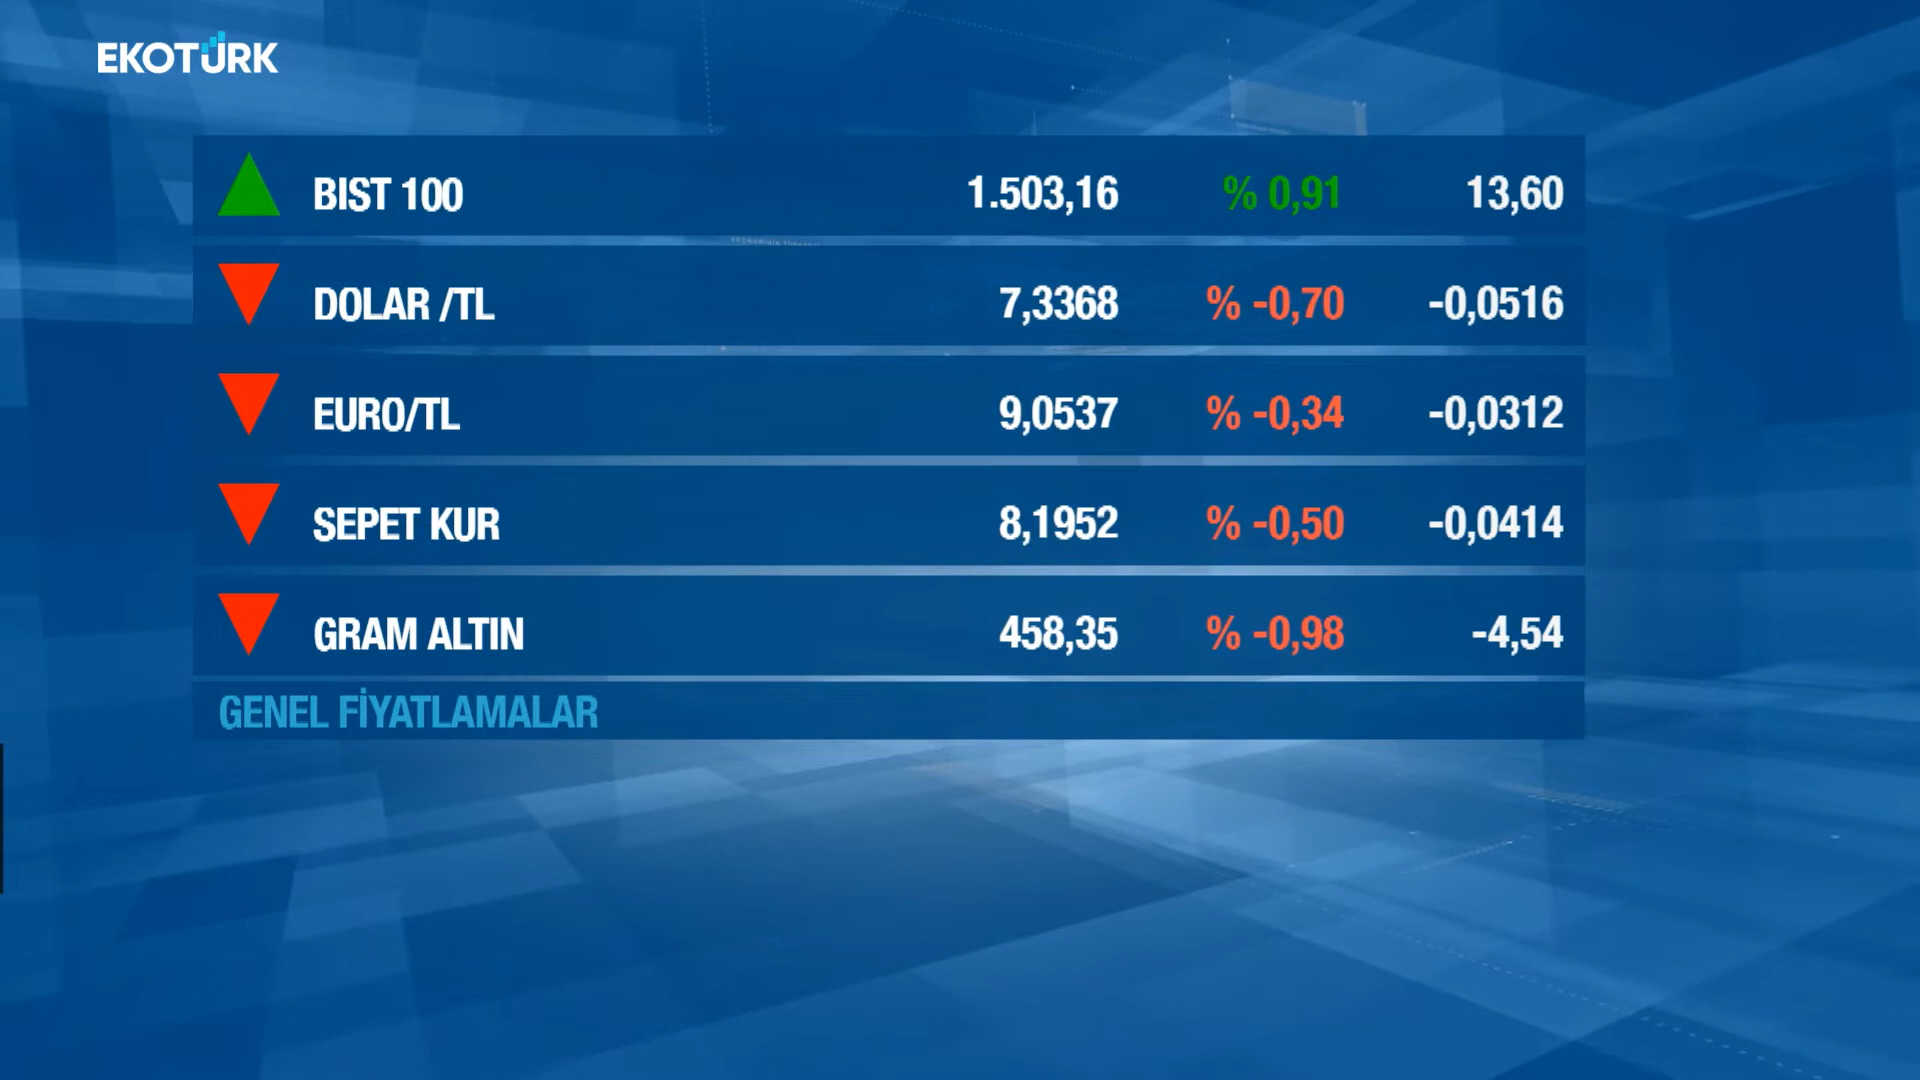 EKOTÜRK
BIST 100 1.503,16 % 0,91 13,60
DOLAR /TL 7,3368 % -0,70 -0,0516
EURO/TL 9,0537 % -0,34 -0,0312
SEPET KUR 8,1952 % -0,50 -0,0414
GRAM ALTIN 458,35 % -0,98 -4,54
GENEL FİYATLAMALAR